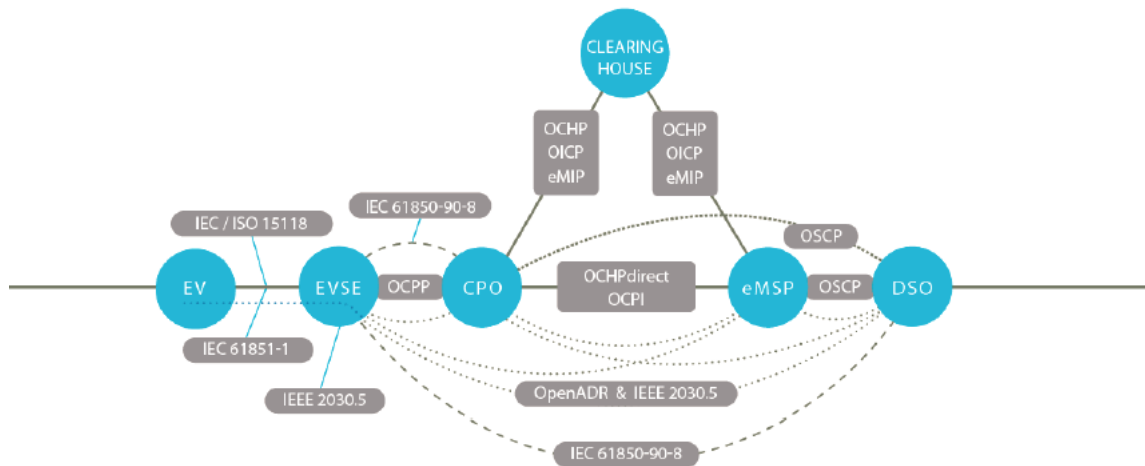 CLEARING
HOUSE
OCHP
OICP
eMIP
OCHP
OICP
eMIP
IEC 61850-90-8
IEC / ISO 15118
OSCP
EV
EVSE
OCPP
CPO
OCHPdirect
OCPI
eMSP
OSCP
DSO
IEC 61851-1
IEEE 2030.5
OpenADR & IEEE 2030.5
IEC 61850-90-8